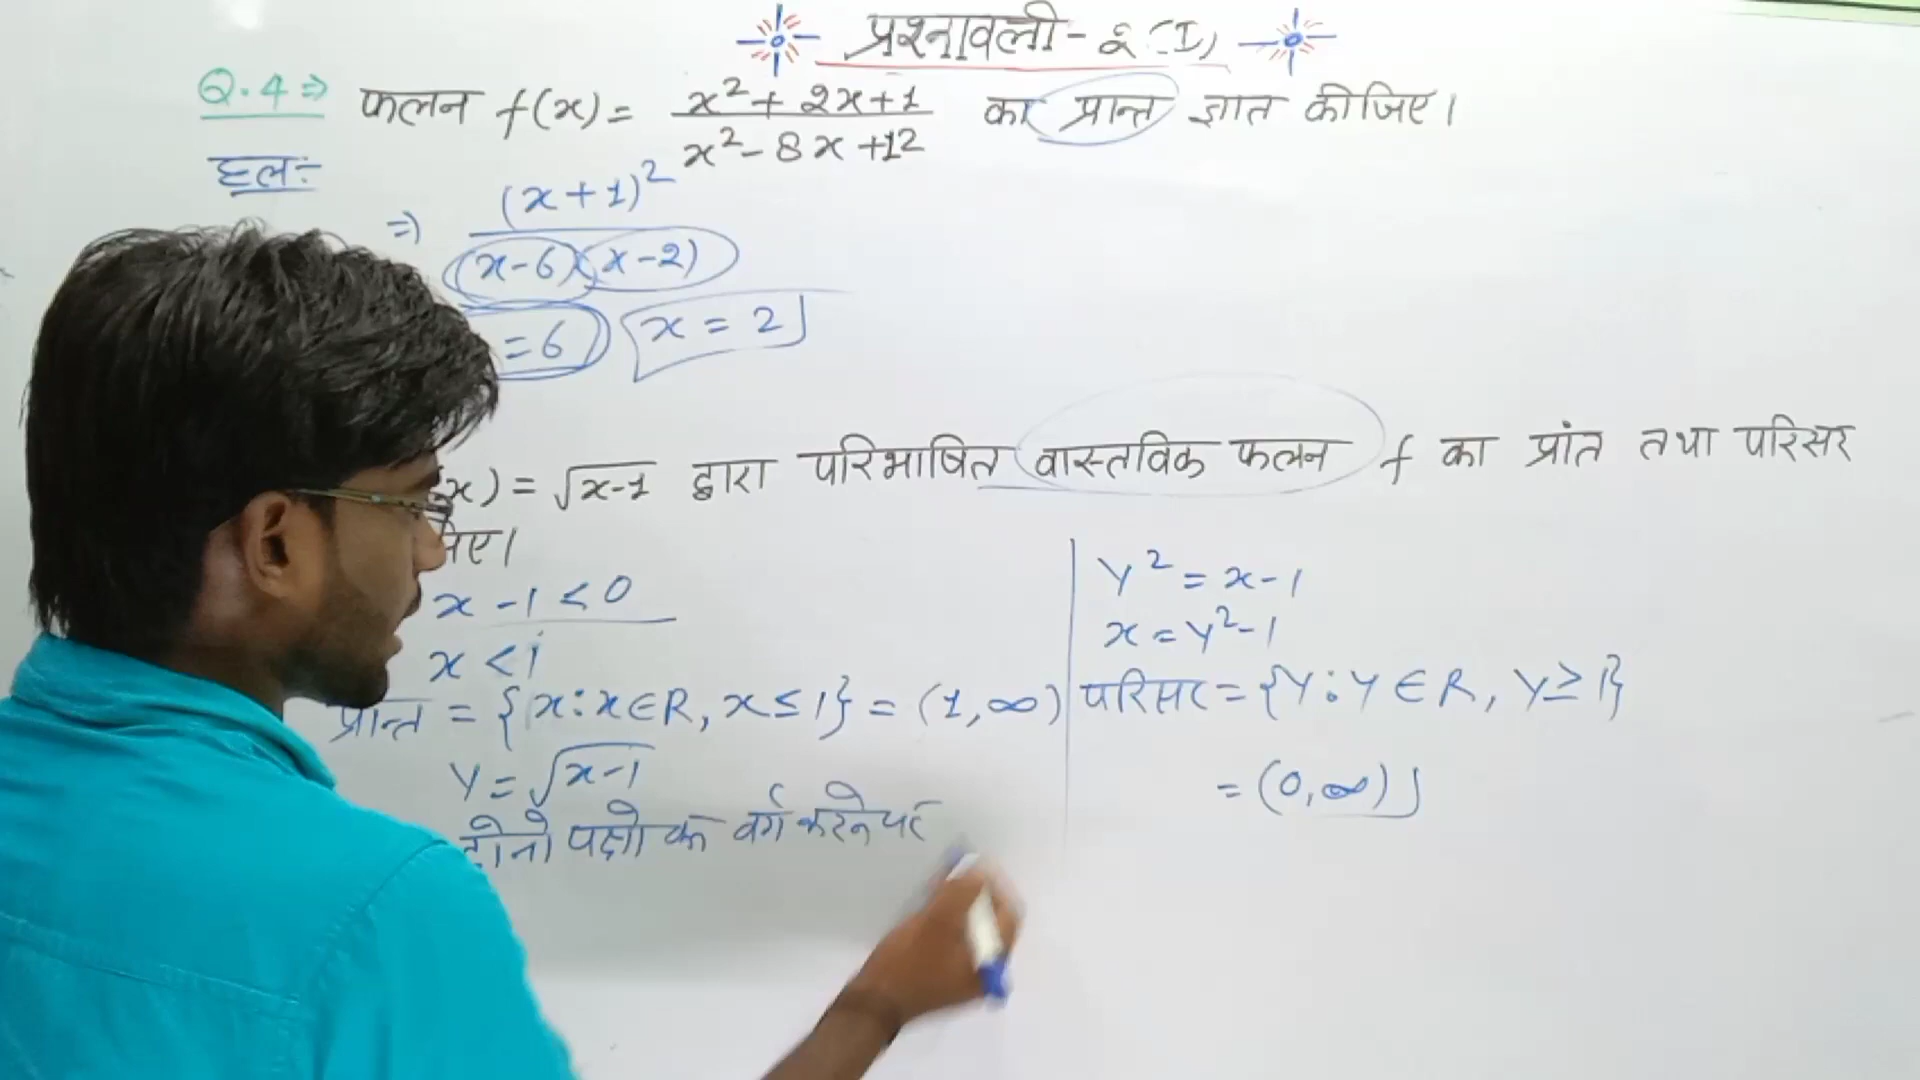 प्रश्नावली- 2 (I)
Q.4⇒ फलन f(x)= x²+2x+1 / x²-8x+12 का प्रान्त ज्ञात कीजिए।
हल:-
⇒ (x+1)² / (x-6)(x-2)
=6 x = 2
x) = √x-1 द्वारा परिभाषित वास्तविक फलन f का प्रांत तथा परिसर
जिए।
x - 1 < 0
x < 1
प्रान्त = {x:x∈R, x≤1} = (1,∞)
y = √x-1
दोनो पक्षो का वर्ग करने पर
y² = x-1
x = y²-1
परिसर = {y:y∈R, y≥1}
= (0,∞)